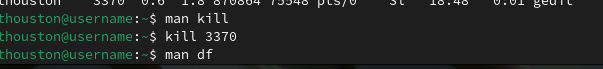 thouston 3370 0.6 1.8 870864 75548 pts/0 Sl 18:48 0:01 gedit
thouston@username:~$ man kill
thouston@username:~$ kill 3370
thouston@username:~$ man df